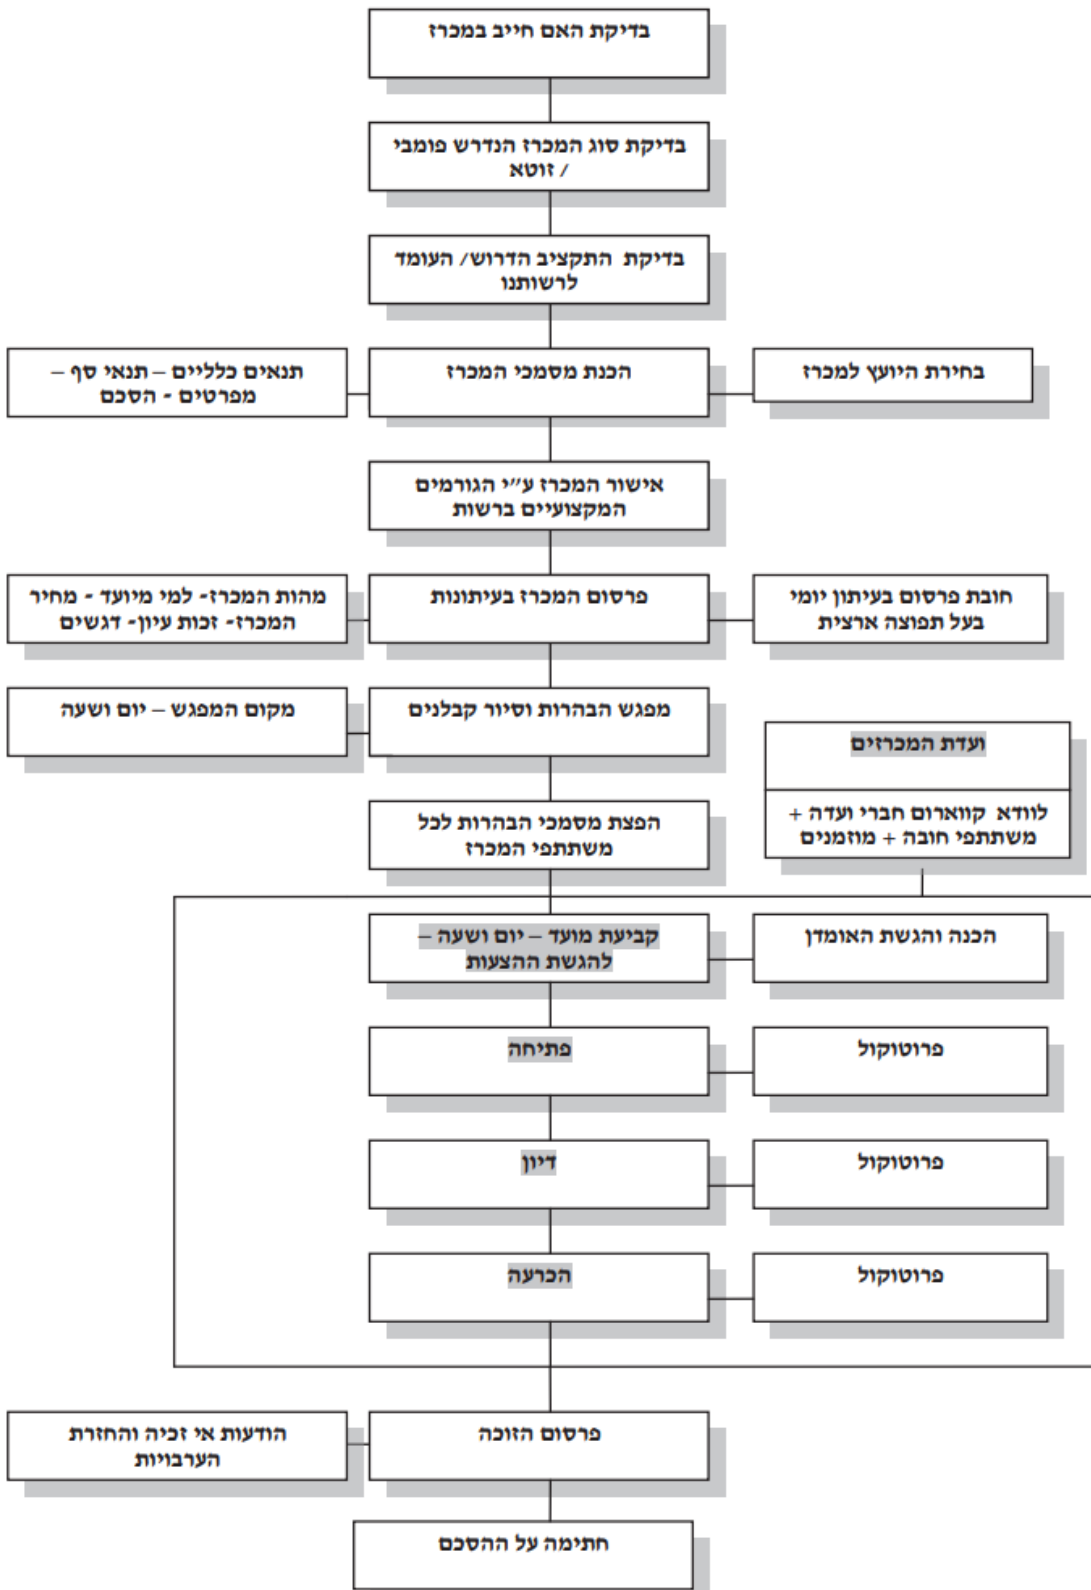 בדיקת האם חייב במכרז
בדיקת סוג המכרז הנדרש פומבי
/ זוטא
בדיקת התקציב הדרוש/ העומד
לרשותנו
בחירת היועץ למכרז
הכנת מסמכי המכרז
תנאים כלליים – תנאי סף –
מפרטים - הסכם
אישור המכרז ע״י הגורמים
המקצועיים ברשות
חובת פרסום בעיתון יומי
בעל תפוצה ארצית
פרסום המכרז בעיתונות
מהות המכרז- למי מיועד - מחיר
המכרז- זכות עיון- דגשים
מפגש הבהרות וסיור קבלנים
מקום המפגש – יום ושעה
ועדת המכרזים
לוודא קווארום חברי ועדה +
משתתפי חובה + מוזמנים
הפצת מסמכי הבהרות לכל
משתתפי המכרז
הכנה והגשת האומדן
קביעת מועד – יום ושעה –
להגשת ההצעות
פרוטוקול
פתיחה
פרוטוקול
דיון
פרוטוקול
הכרעה
פרסום הזוכה
הודעות אי זכיה והחזרת
הערבויות
חתימה על ההסכם